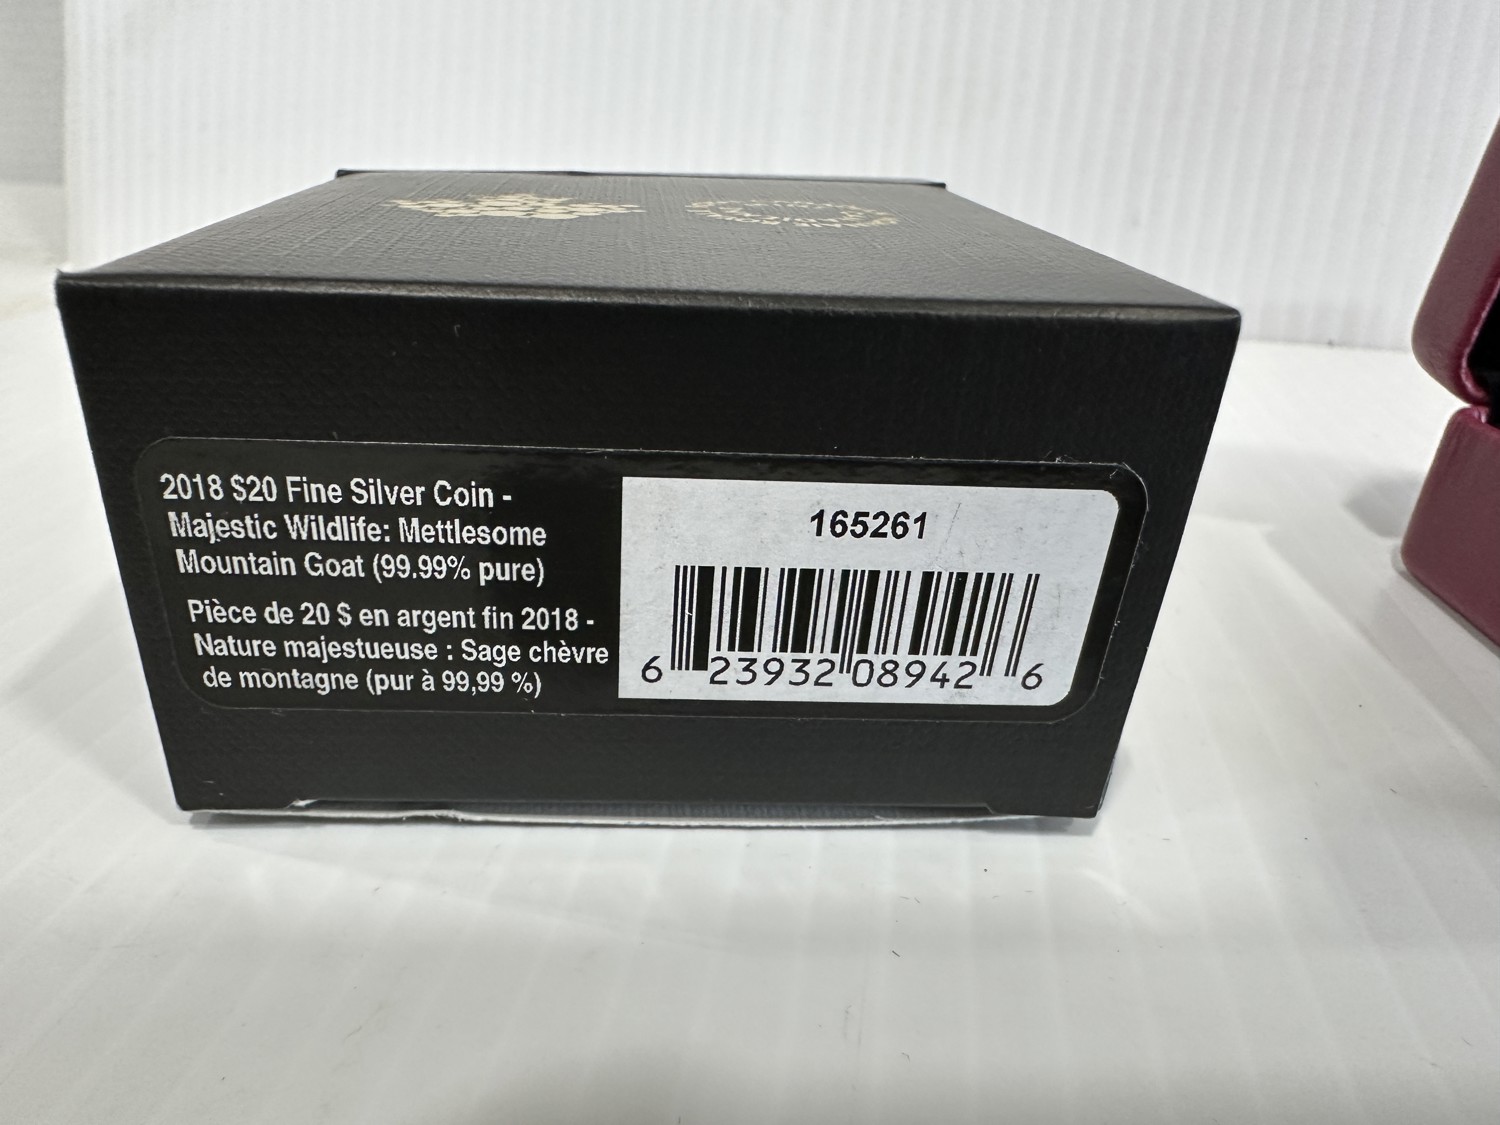 2018 $20 Fine Silver Coin -
Majestic Wildlife: Mettlesome
Mountain Goat (99.99% pure)
Pièce de 20 $ en argent fin 2018 -
Nature majestueuse : Sage chèvre
de montagne (pur à 99,99 %)
165261
6 23932 08942 6